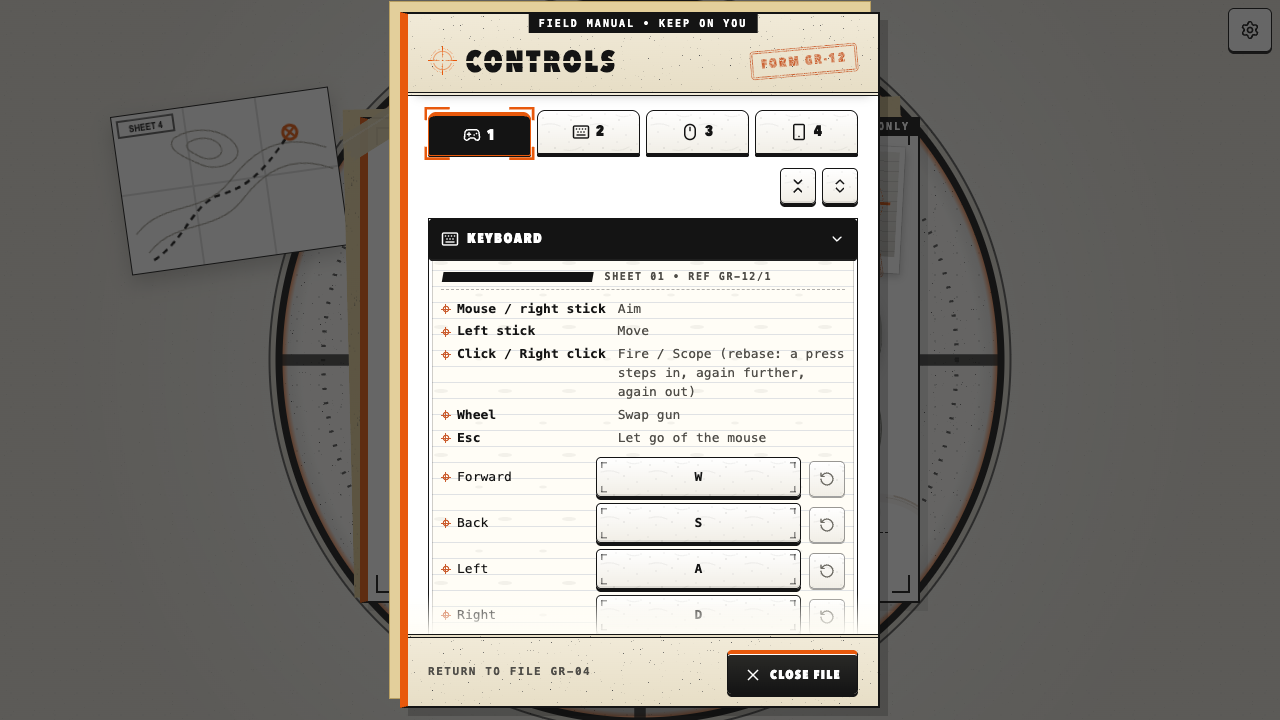 FIELD MANUAL • KEEP ON YOU
CONTROLS
FORM GR-12
SHEET 4
ONLY
1
2
3
4
KEYBOARD
SHEET 01 • REF GR-12/1
Mouse / right stick Aim
Left stick Move
Click / Right click Fire / Scope (rebase: a press
steps in, again further,
again out)
Wheel Swap gun
Esc Let go of the mouse
Forward W
Back S
Left A
Right D
RETURN TO FILE GR-04
CLOSE FILE